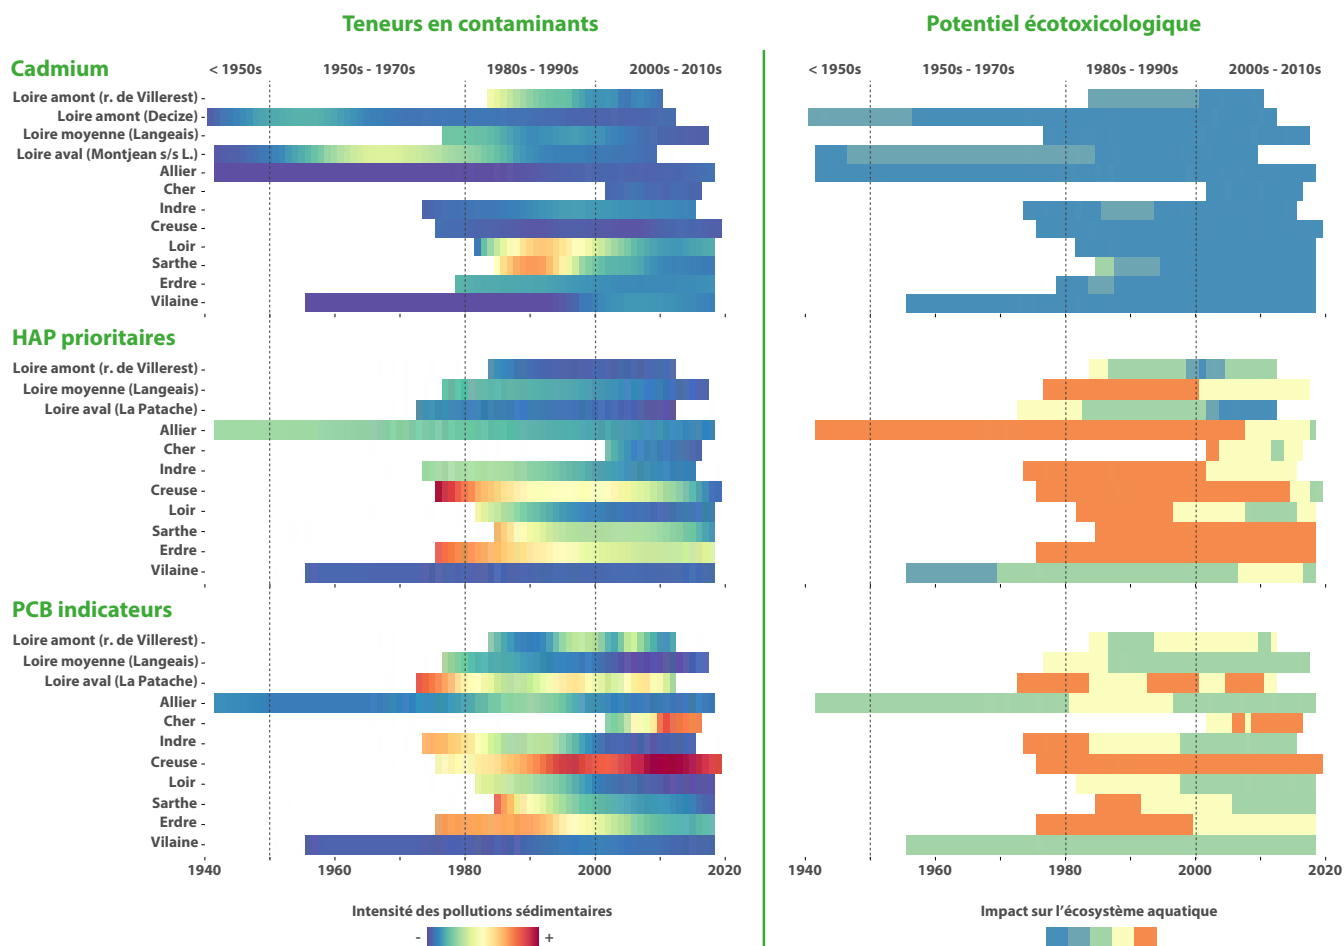 Teneurs en contaminants
Potentiel écotoxicologique
Cadmium
< 1950s
1950s - 1970s
1980s - 1990s
2000s - 2010s
< 1950s
1950s - 1970s
1980s - 1990s
2000s - 2010s
Loire amont (r. de Villerest) -
Loire amont (Decize) -
Loire moyenne (Langeais) -
Loire aval (Montjean s/s L.) -
Allier -
Cher -
Indre -
Creuse -
Loir -
Sarthe -
Erdre -
Vilaine -
HAP prioritaires
Loire amont (r. de Villerest) -
Loire moyenne (Langeais) -
Loire aval (La Patache) -
Allier -
Cher -
Indre -
Creuse -
Loir -
Sarthe -
Erdre -
Vilaine -
PCB indicateurs
Loire amont (r. de Villerest) -
Loire moyenne (Langeais) -
Loire aval (La Patache) -
Allier -
Cher -
Indre -
Creuse -
Loir -
Sarthe -
Erdre -
Vilaine -
1940 1960 1980 2000 2020
1940 1960 1980 2000 2020
Intensité des pollutions sédimentaires
- +
Impact sur l'écosystème aquatique